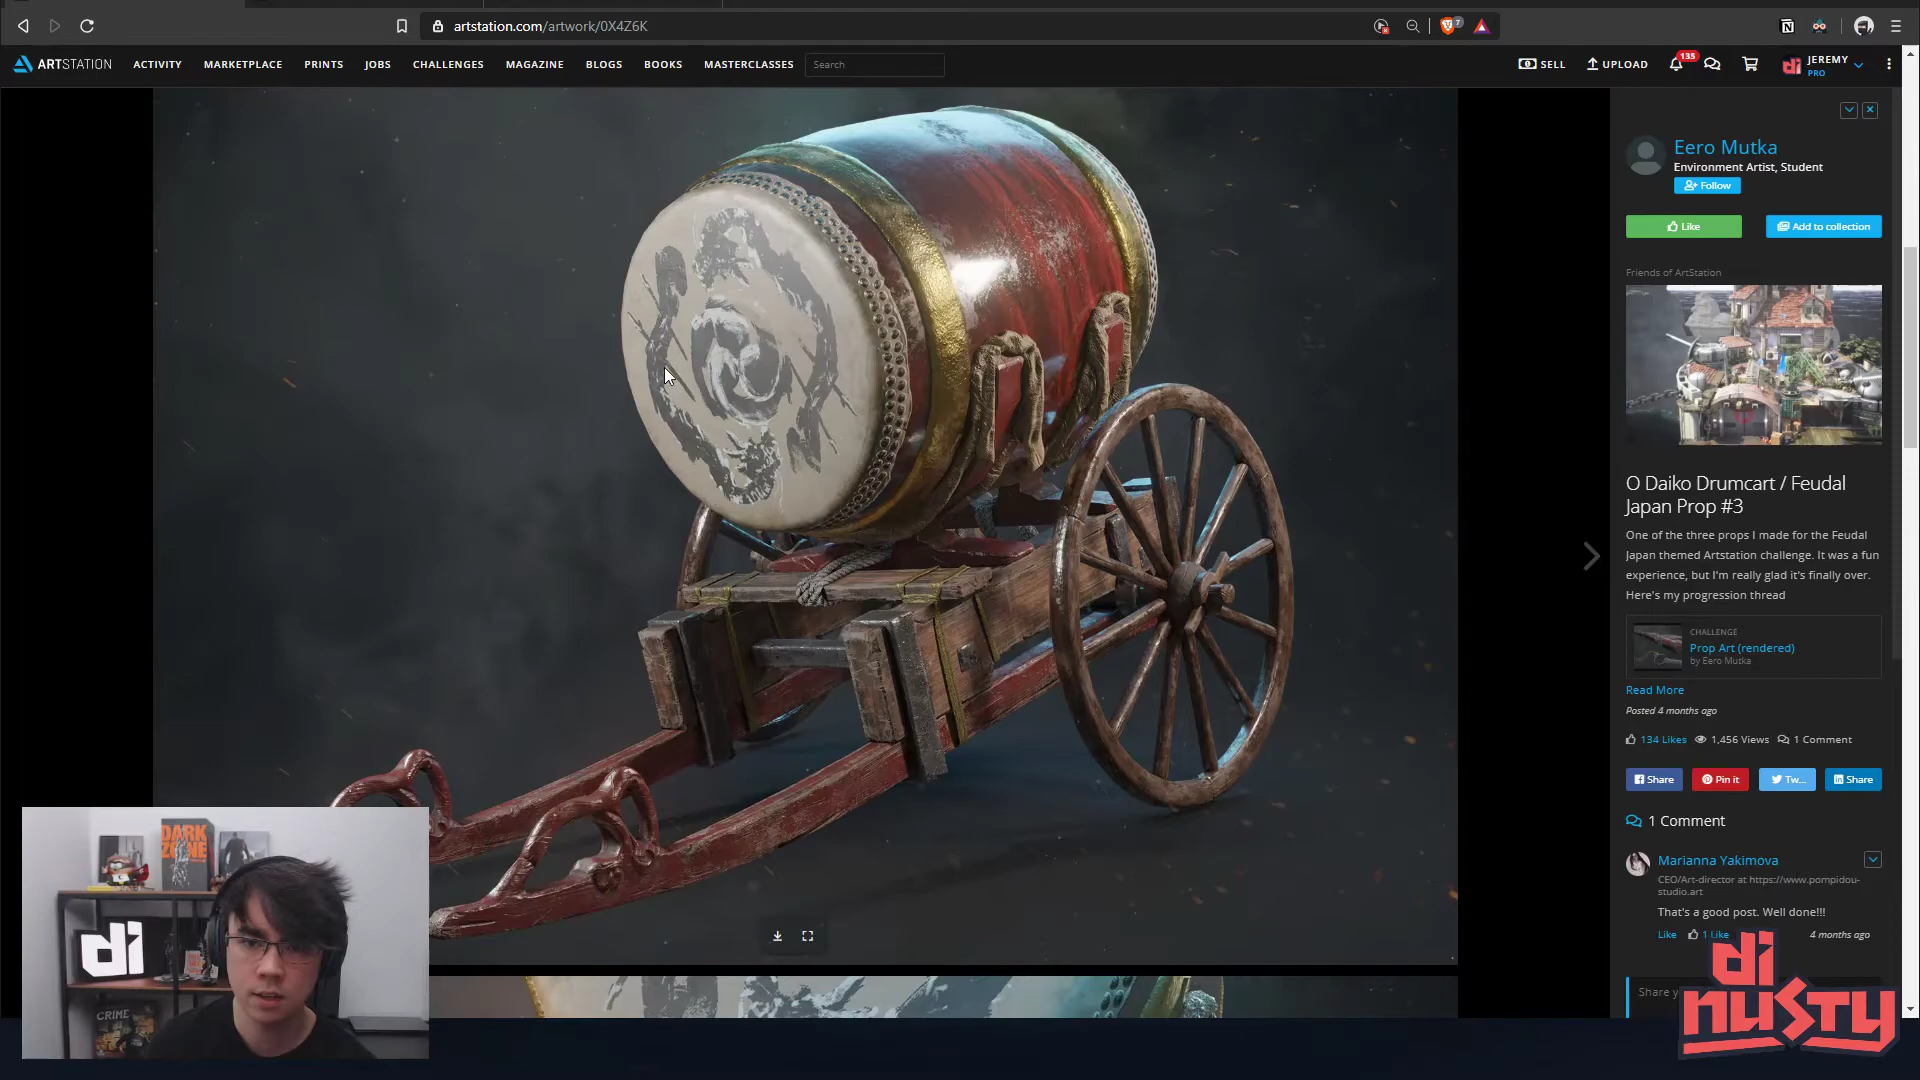 artstation.com/artwork/0X4Z6K
7
ARTSTATION
ACTIVITY
MARKETPLACE
PRINTS
JOBS
CHALLENGES
MAGAZINE
BLOGS
BOOKS
MASTERCLASSES
Search
SELL
UPLOAD
135
JEREMY
PRO
Eero Mutka
Environment Artist, Student
Follow
Like
Add to collection
Friends of ArtStation
O Daiko Drumcart / Feudal
Japan Prop #3
One of the three props I made for the Feudal
Japan themed Artstation challenge. It was a fun
experience, but I'm really glad it's finally over.
Here's my progression thread
CHALLENGE
Prop Art (rendered)
by Eero Mutka
Read More
Posted 4 months ago
134 Likes 1,456 Views 1 Comment
Share
Pin it
Tw...
Share
1 Comment
Marianna Yakimova
CEO/Art-director at https://www.pompidou-
studio.art
That's a good post. Well done!!!
Like 1 Like 4 months ago
Share y
DARK
ZONE
di
CRIME
di
nusty